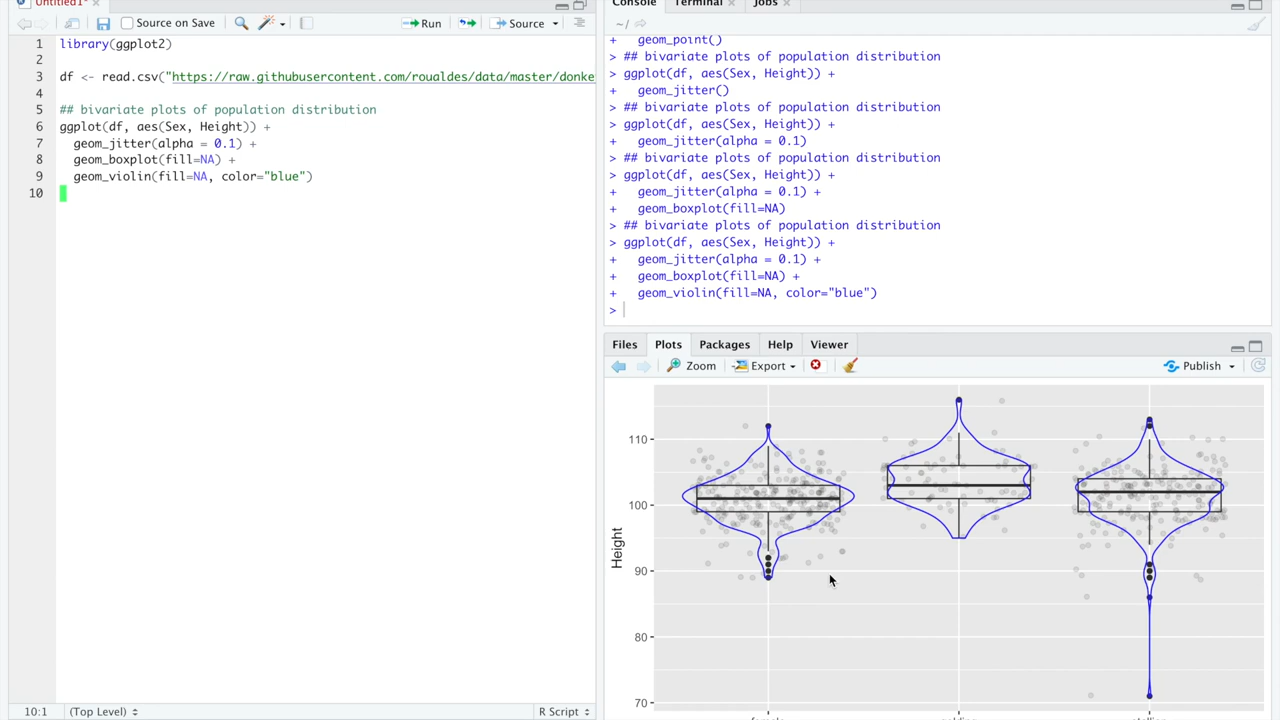 Untitled1*
Source on Save
Run
Source
1 library(ggplot2)
2
3 df <- read.csv("https://raw.githubusercontent.com/roualdes/data/master/donke
4
5 ## bivariate plots of population distribution
6 ggplot(df, aes(Sex, Height)) +
7 geom_jitter(alpha = 0.1) +
8 geom_boxplot(fill=NA) +
9 geom_violin(fill=NA, color="blue")
10
10:1 (Top Level) R Script
Console Terminal Jobs
~/
+ geom_point()
> ## bivariate plots of population distribution
> ggplot(df, aes(Sex, Height)) +
+ geom_jitter()
> ## bivariate plots of population distribution
> ggplot(df, aes(Sex, Height)) +
+ geom_jitter(alpha = 0.1)
> ## bivariate plots of population distribution
> ggplot(df, aes(Sex, Height)) +
+ geom_jitter(alpha = 0.1) +
+ geom_boxplot(fill=NA)
> ## bivariate plots of population distribution
> ggplot(df, aes(Sex, Height)) +
+ geom_jitter(alpha = 0.1) +
+ geom_boxplot(fill=NA) +
+ geom_violin(fill=NA, color="blue")
>
Files Plots Packages Help Viewer
Zoom Export Publish
110
100
90
80
70
Height